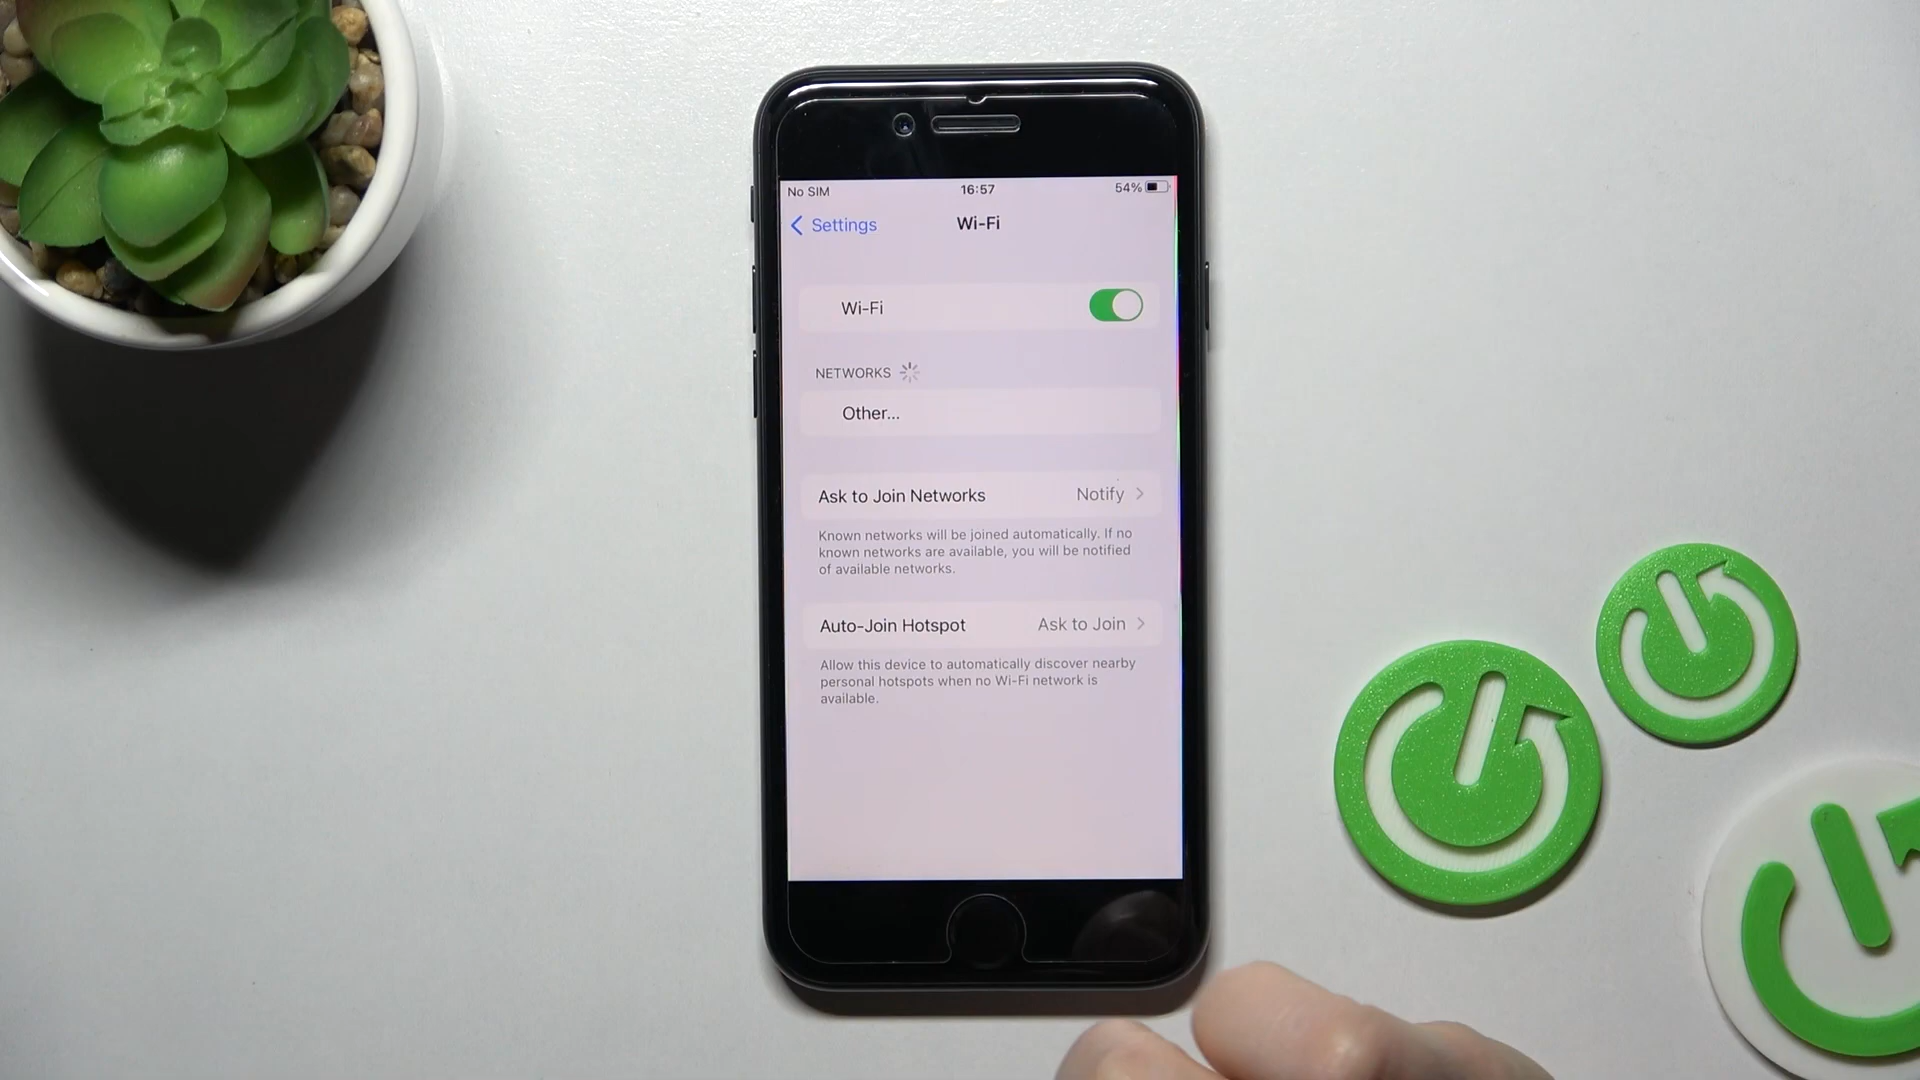 No SIM 16:57 54%
Settings Wi-Fi
Wi-Fi
NETWORKS
Other...
Ask to Join Networks Notify
Known networks will be joined automatically. If no
known networks are available, you will be notified
of available networks.
Auto-Join Hotspot Ask to Join
Allow this device to automatically discover nearby
personal hotspots when no Wi-Fi network is
available.